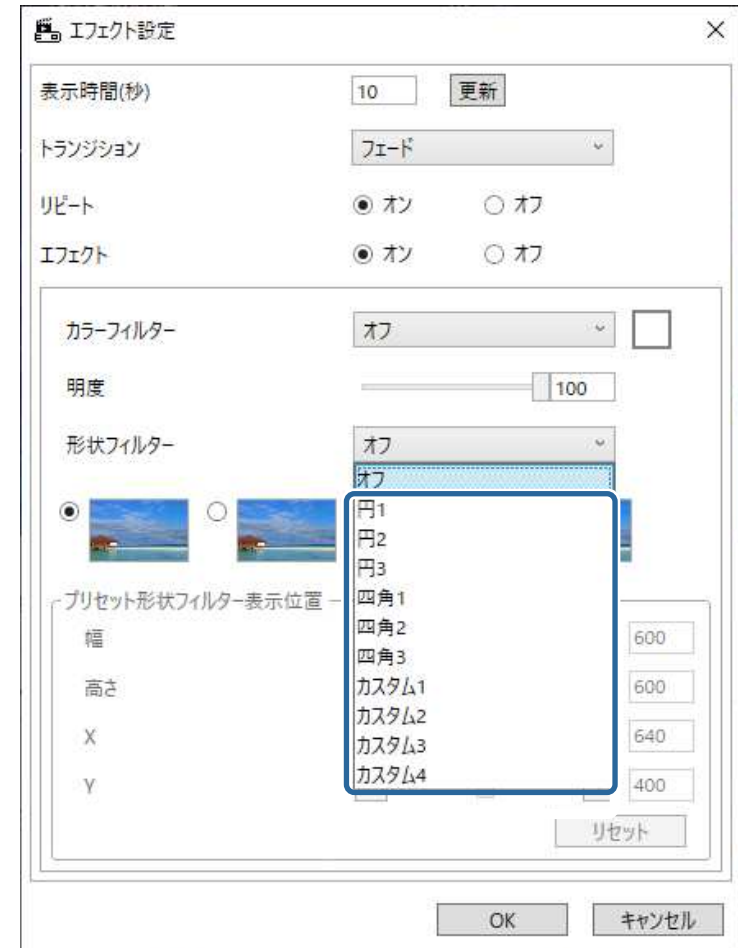 エフェクト設定
表示時間(秒) 10 更新
トランジション フェード
リピート オン オフ
エフェクト オン オフ
カラーフィルター オフ
明度 100
形状フィルター オフ
オフ
円1
円2
円3
四角1
四角2
四角3
カスタム1
カスタム2
カスタム3
カスタム4
プリセット形状フィルター表示位置
幅 600
高さ 600
X 640
Y 400
リセット
OK キャンセル